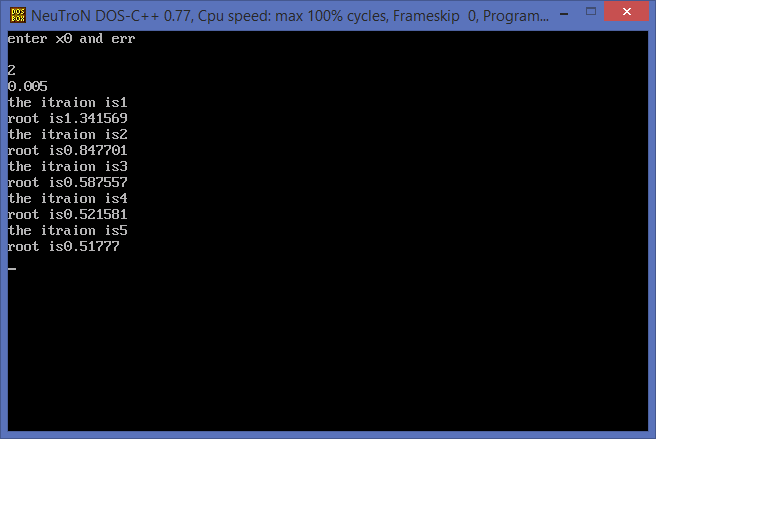 DOS
BOX
NeuTroN DOS-C++ 0.77, Cpu speed: max 100% cycles, Frameskip 0, Program...
enter x0 and err
2
0.005
the itraion is1
root is1.341569
the itraion is2
root is0.847701
the itraion is3
root is0.587557
the itraion is4
root is0.521581
the itraion is5
root is0.51777